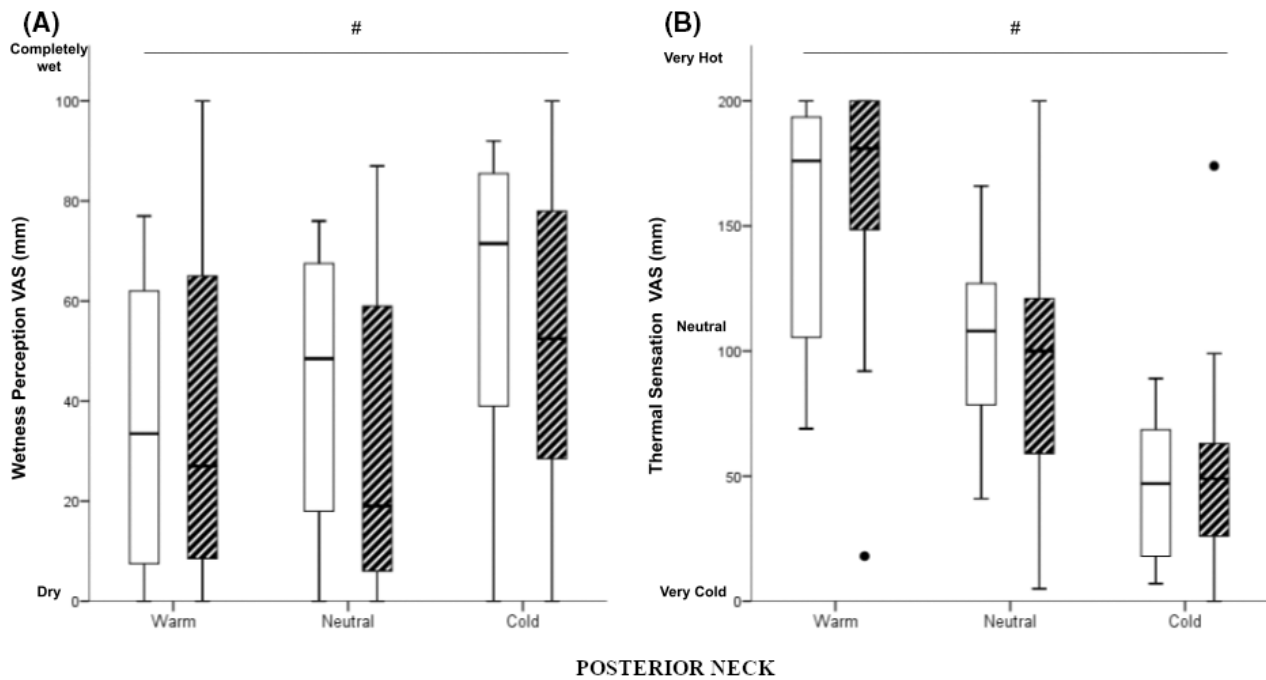 (A)
#
Completely
wet
100
80
60
40
20
0
Dry
Wetness Perception VAS (mm)
Warm Neutral Cold
(B)
#
Very Hot
200
150
Neutral
100
50
Very Cold
0
Thermal Sensation VAS (mm)
Warm Neutral Cold
POSTERIOR NECK